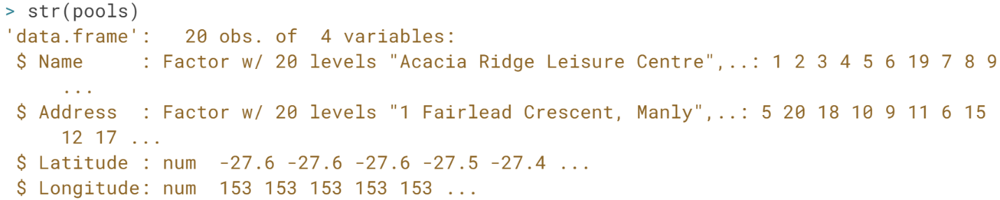 > str(pools)
'data.frame':   20 obs. of  4 variables:
 $ Name     : Factor w/ 20 levels "Acacia Ridge Leisure Centre",..: 1 2 3 4 5 6 19 7 8 9
     ...
 $ Address  : Factor w/ 20 levels "1 Fairlead Crescent, Manly",..: 5 20 18 10 9 11 6 15
     12 17 ...
 $ Latitude : num  -27.6 -27.6 -27.6 -27.5 -27.4 ...
 $ Longitude: num  153 153 153 153 153 ...